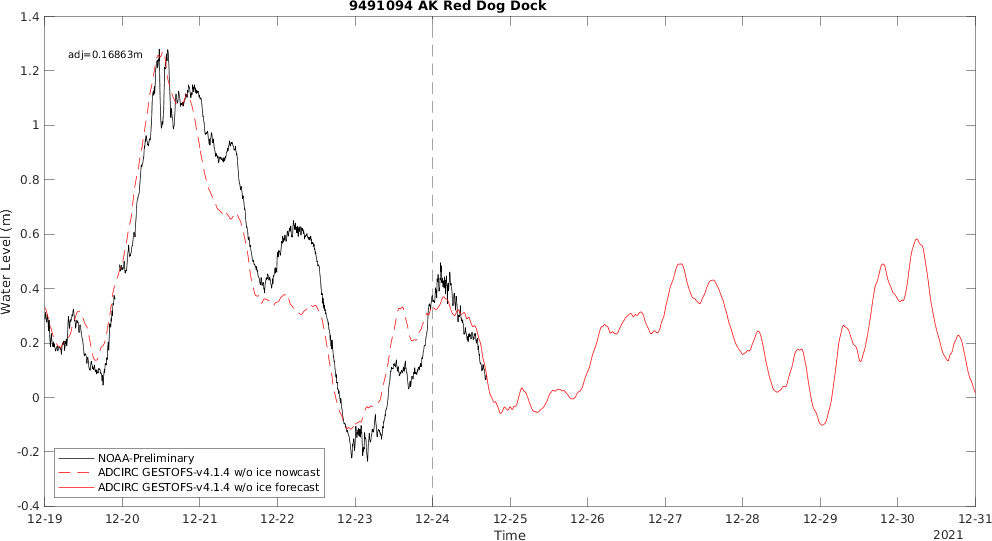 9491094 AK Red Dog Dock
adj=0.16863m
1.4
1.2
1
0.8
0.6
0.4
0.2
0
-0.2
-0.4
Water Level (m)
NOAA-Preliminary
ADCIRC GESTOFS-v4.1.4 w/o ice nowcast
ADCIRC GESTOFS-v4.1.4 w/o ice forecast
12-19 12-20 12-21 12-22 12-23 12-24 12-25 12-26 12-27 12-28 12-29 12-30 12-31
Time
2021